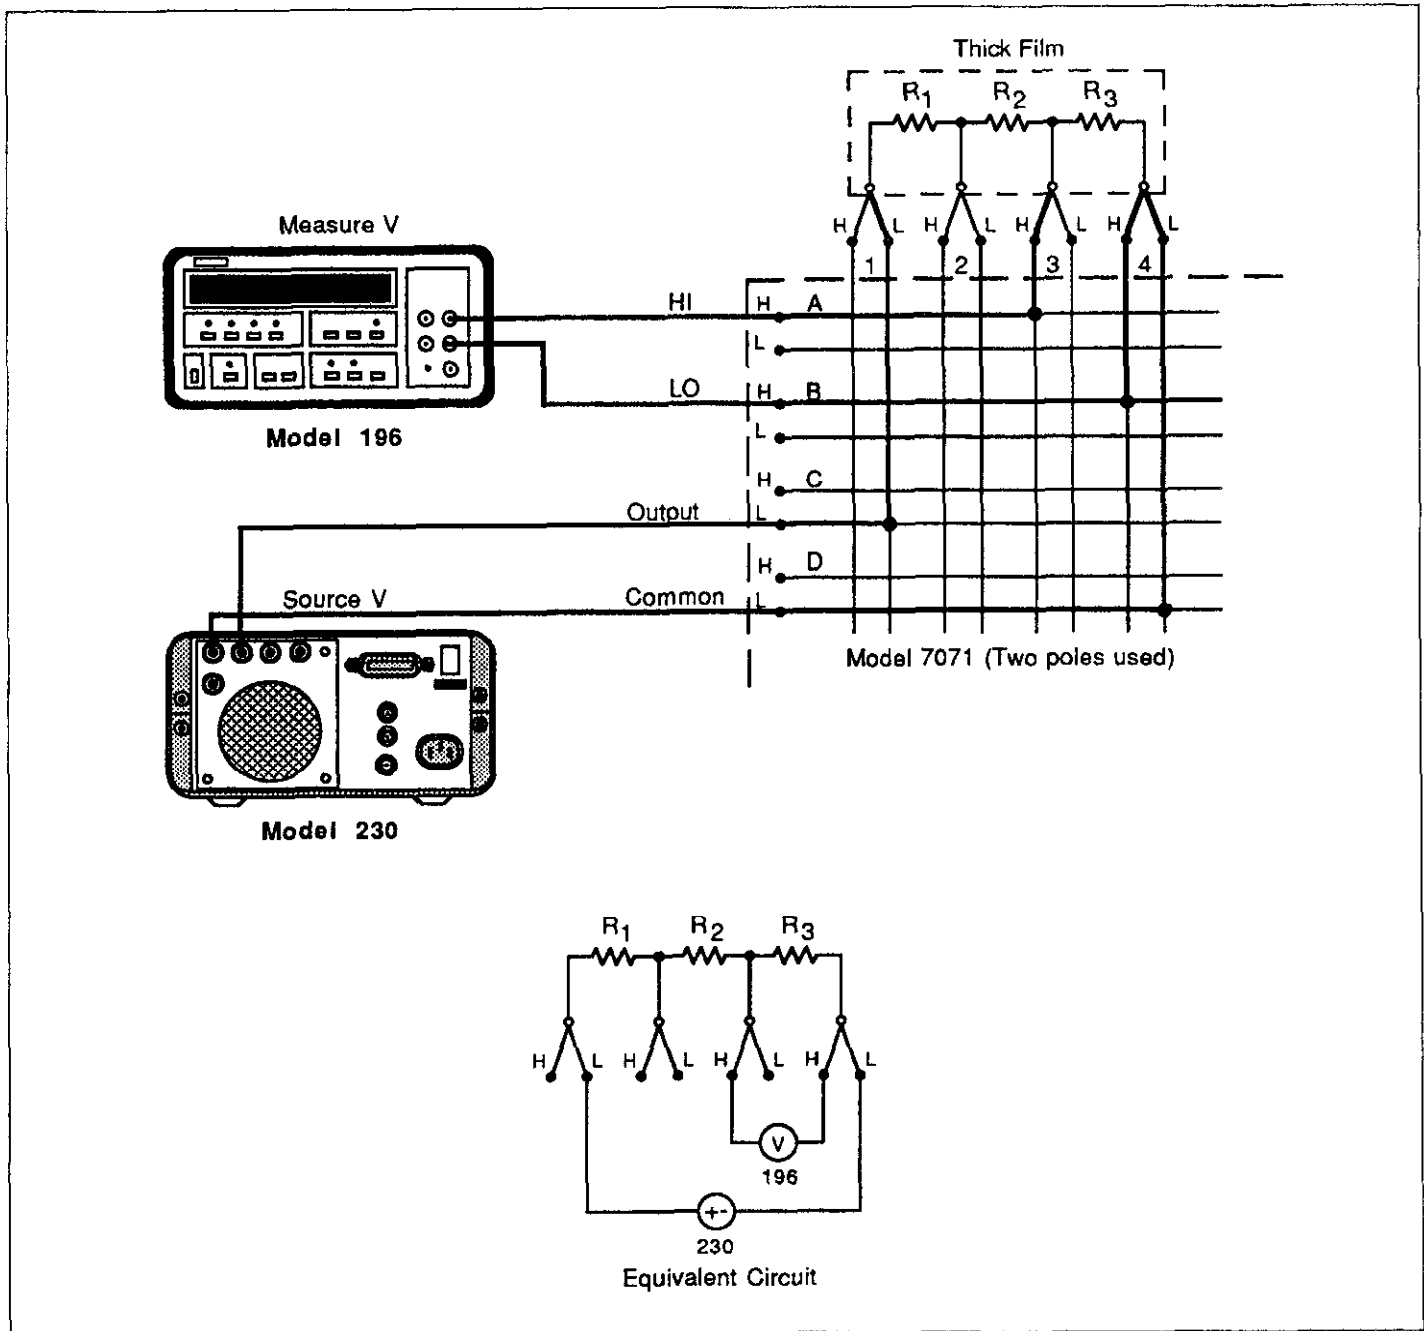 Thick Film
R1 R2 R3
Measure V
H L H L H L H L
1 2 3 4
HI H A
L
LO H B
L
Model 196
H C
Output L
H D
Source V Common L
Model 7071 (Two poles used)
Model 230
R1 R2 R3
H L H L H L H L
V
196
+-
230
Equivalent Circuit